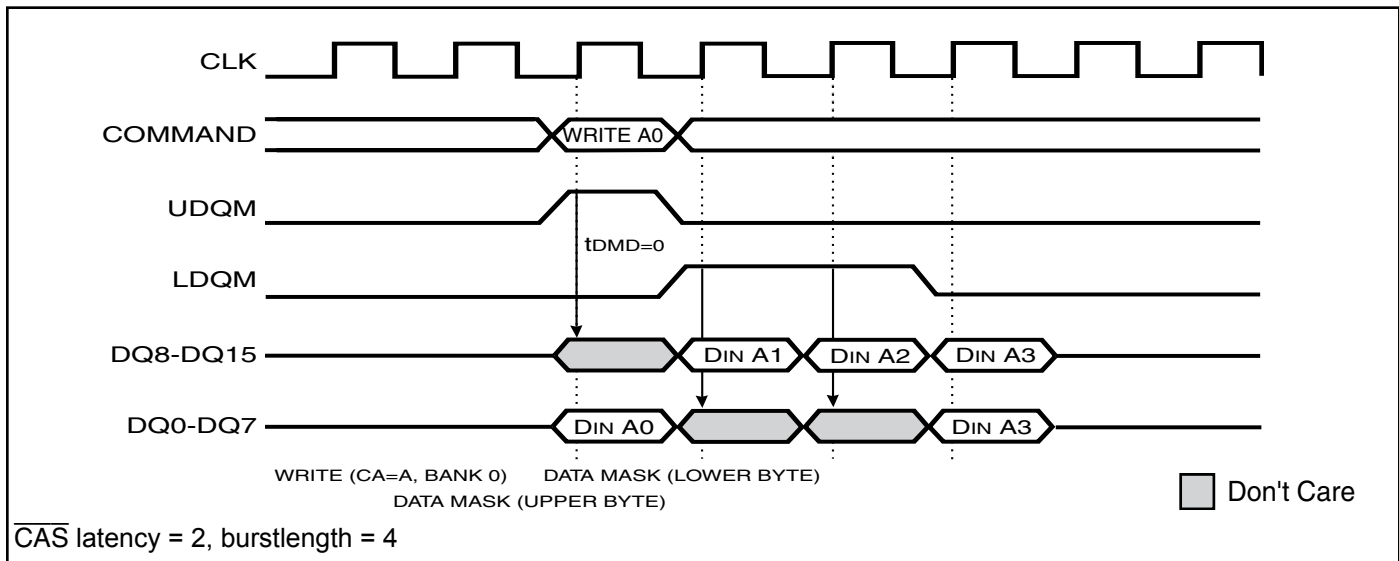 CLK
COMMAND WRITE A0
UDQM
tDMD=0
LDQM
DQ8-DQ15 DIN A1 DIN A2 DIN A3
DQ0-DQ7 DIN A0 DIN A3
WRITE (CA=A, BANK 0) DATA MASK (LOWER BYTE)
DATA MASK (UPPER BYTE)
Don't Care
CAS latency = 2, burstlength = 4